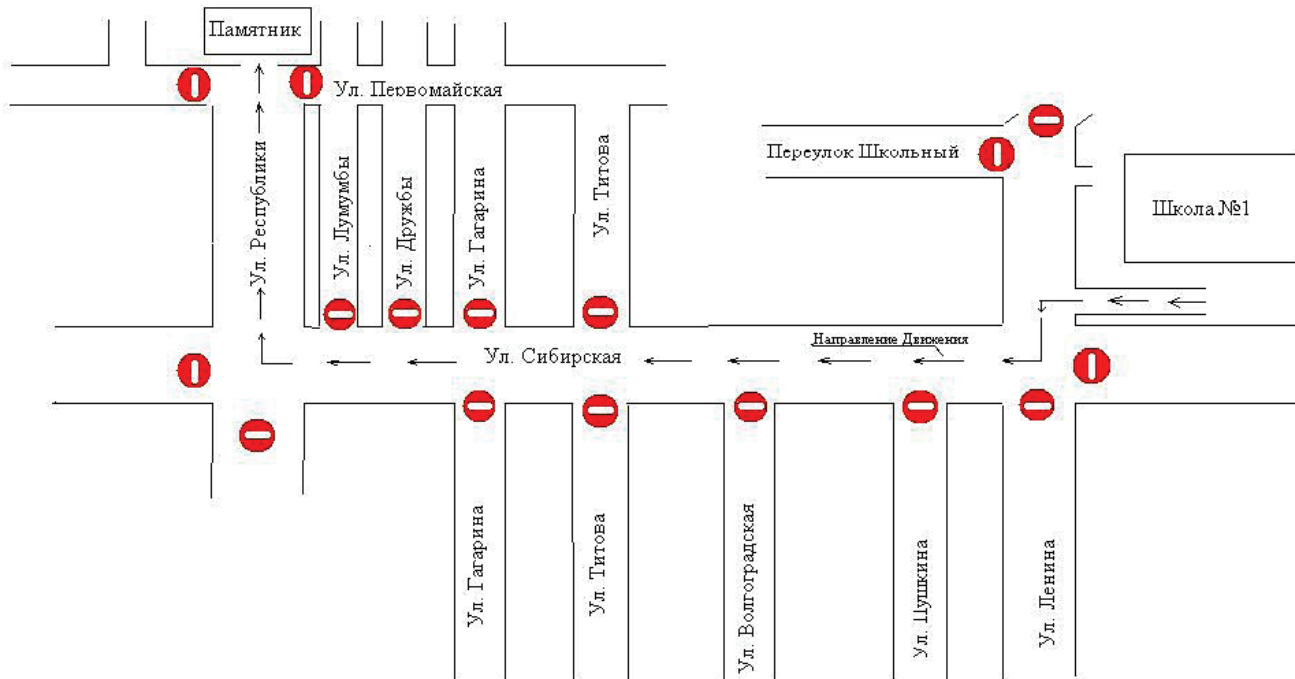 Памятник
Ул. Первомайская
Переулок Школьный
Школа №1
Ул. Республики
Ул. Лумумбы
Ул. Дружбы
Ул. Гагарина
Ул. Титова
Направление Движения
Ул. Сибирская
Ул. Гагарина
Ул. Титова
Ул. Волгоградская
Ул. Пушкина
Ул. Ленина